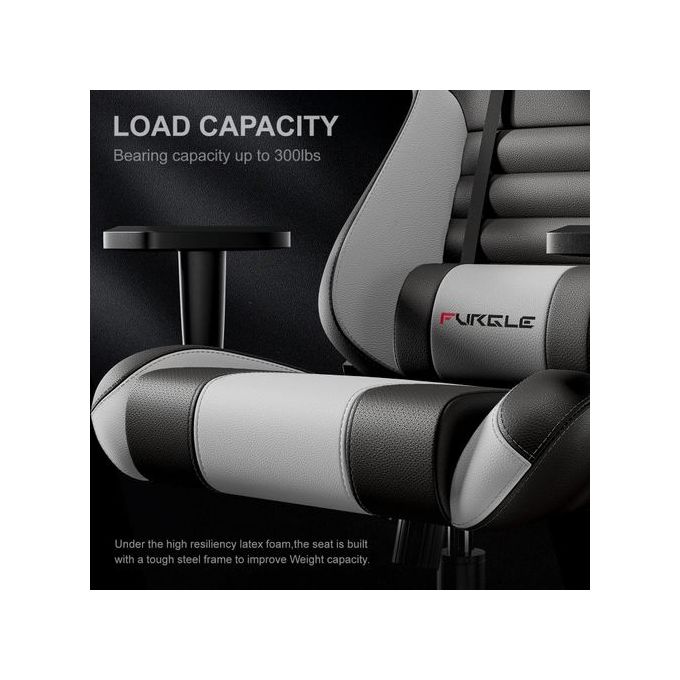 LOAD CAPACITY
Bearing capacity up to 300lbs
FURGLE
Under the high resiliency latex foam,the seat is built
with a tough steel frame to improve Weight capacity.